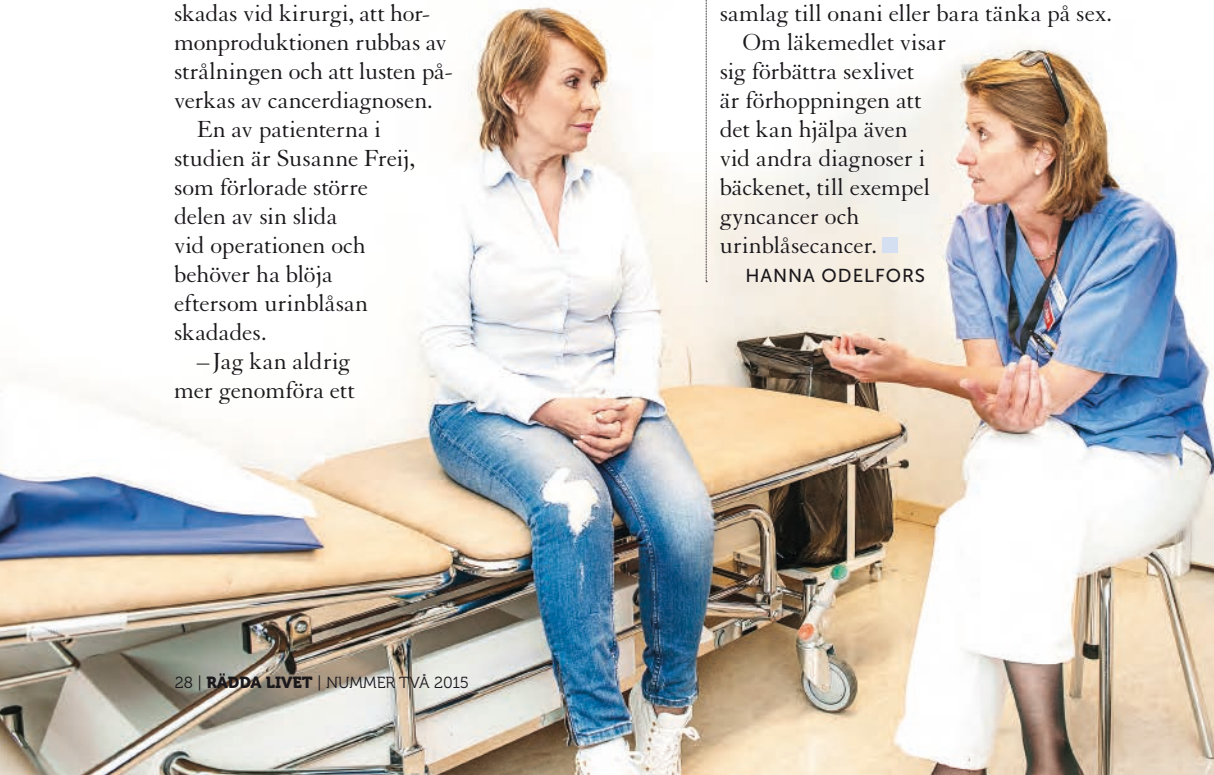 skadas vid kirurgi, att hor-
monproduktionen rubbas av
strålningen och att lusten på-
verkas av cancerdiagnosen.
En av patienterna i
studien är Susanne Freij,
som förlorade större
delen av sin slida
vid operationen och
behöver ha blöja
eftersom urinblåsan
skadades.
– Jag kan aldrig
mer genomföra ett
samlag till onani eller bara tänka på sex.
Om läkemedlet visar
sig förbättra sexlivet
är förhoppningen att
det kan hjälpa även
vid andra diagnoser i
bäckenet, till exempel
gyncancer och
urinblåsecancer.
HANNA ODELFORS
28 | RÄDDA LIVET | NUMMER TVÅ 2015